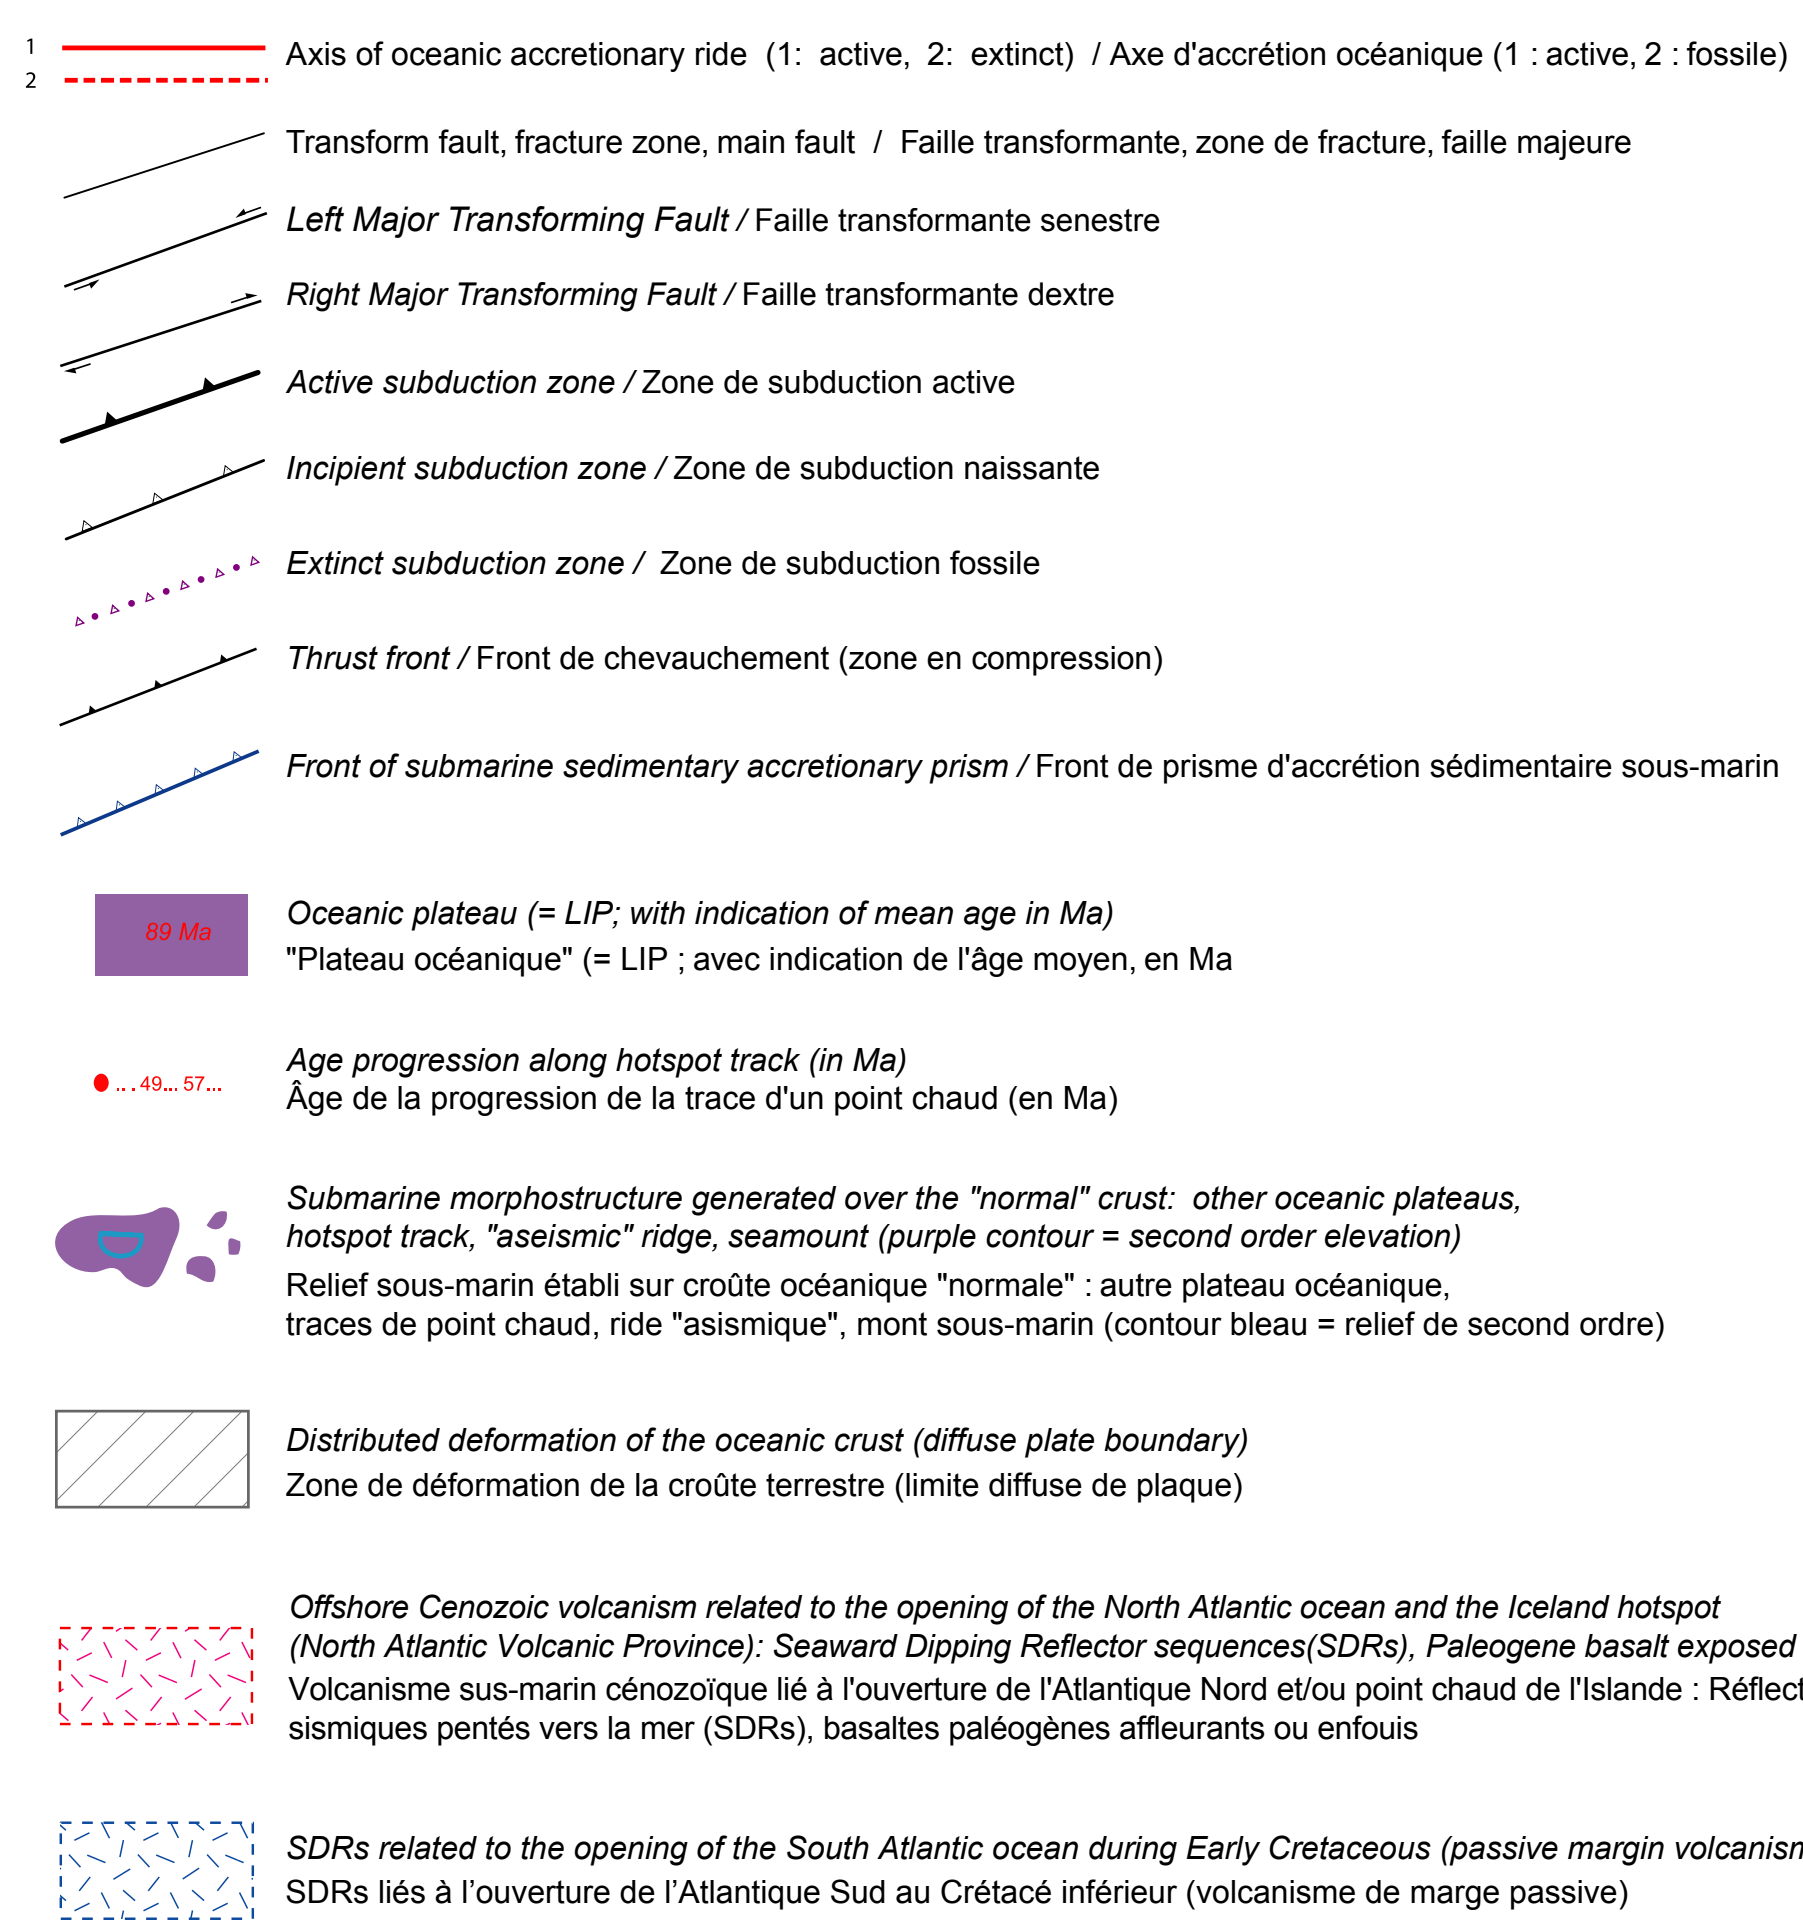 1
Axis of oceanic accretionary ride (1: active, 2: extinct) / Axe d'accrétion océanique (1 : active, 2 : fossile)
2
Transform fault, fracture zone, main fault / Faille transformante, zone de fracture, faille majeure
Left Major Transforming Fault / Faille transformante senestre
Right Major Transforming Fault / Faille transformante dextre
Active subduction zone / Zone de subduction active
Incipient subduction zone / Zone de subduction naissante
Extinct subduction zone / Zone de subduction fossile
Thrust front / Front de chevauchement (zone en compression)
Front of submarine sedimentary accretionary prism / Front de prisme d'accrétion sédimentaire sous-marin
89 Ma
Oceanic plateau (= LIP; with indication of mean age in Ma)
"Plateau océanique" (= LIP ; avec indication de l'âge moyen, en Ma
... 49... 57...
Age progression along hotspot track (in Ma)
Âge de la progression de la trace d'un point chaud (en Ma)
Submarine morphostructure generated over the "normal" crust: other oceanic plateaus,
hotspot track, "aseismic" ridge, seamount (purple contour = second order elevation)
Relief sous-marin établi sur croûte océanique "normale" : autre plateau océanique,
traces de point chaud, ride "asismique", mont sous-marin (contour bleau = relief de second ordre)
Distributed deformation of the oceanic crust (diffuse plate boundary)
Zone de déformation de la croûte terrestre (limite diffuse de plaque)
Offshore Cenozoic volcanism related to the opening of the North Atlantic ocean and the Iceland hotspot
(North Atlantic Volcanic Province): Seaward Dipping Reflector sequences(SDRs), Paleogene basalt exposed
Volcanisme sus-marin cénozoïque lié à l'ouverture de l'Atlantique Nord et/ou point chaud de l'Islande : Réflect
sismiques pentés vers la mer (SDRs), basaltes paléogènes affleurants ou enfouis
SDRs related to the opening of the South Atlantic ocean during Early Cretaceous (passive margin volcanism
SDRs liés à l’ouverture de l’Atlantique Sud au Crétacé inférieur (volcanisme de marge passive)